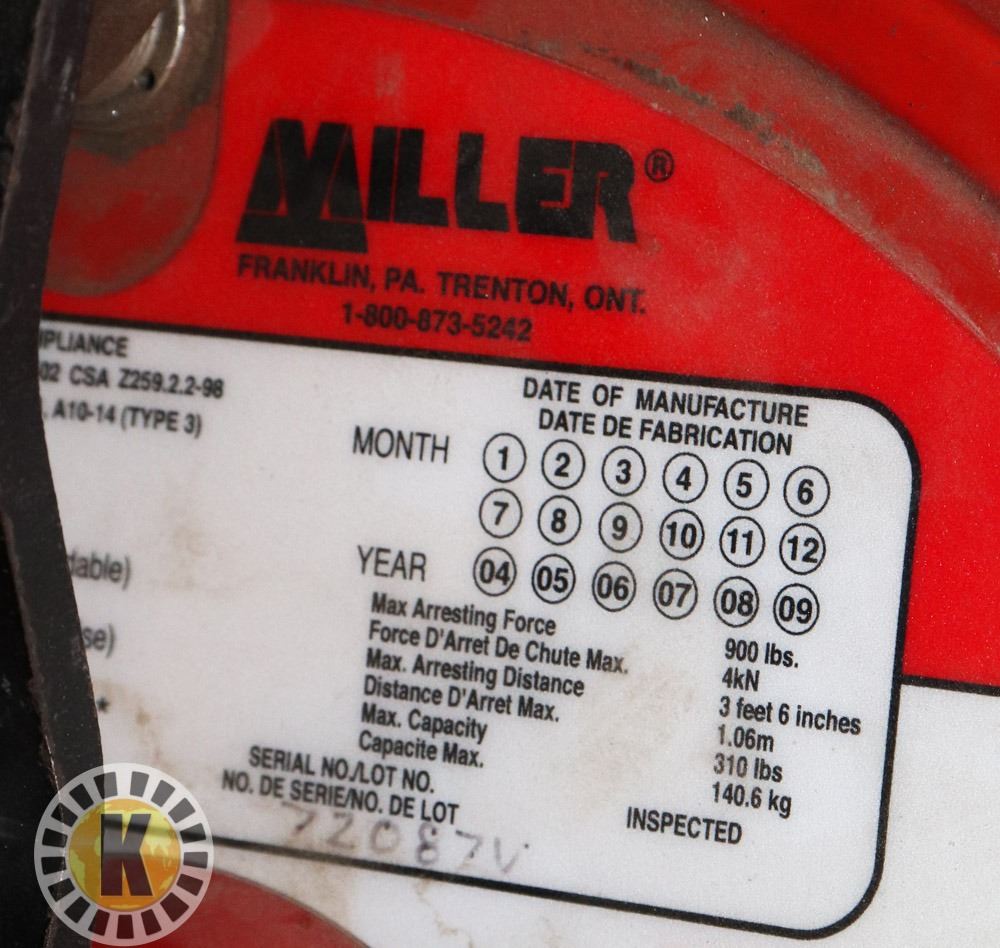 MILLER®
FRANKLIN, PA. TRENTON, ONT.
1-800-873-5242
PLIANCE
02 CSA Z259.2.2-98
A10-14 (TYPE 3)
DATE OF MANUFACTURE
DATE DE FABRICATION
MONTH 1 2 3 4 5 6
7 8 9 10 11 12
YEAR 04 05 06 07 08 09
dable)
se)
*
Max Arresting Force 900 lbs.
Force D'Arret De Chute Max. 4kN
Max. Arresting Distance 3 feet 6 inches
Distance D'Arret Max. 1.06m
Max. Capacity 310 lbs
Capacite Max. 140.6 kg
SERIAL NO./LOT NO.
NO. DE SERIE/NO. DE LOT
INSPECTED
72087V
K